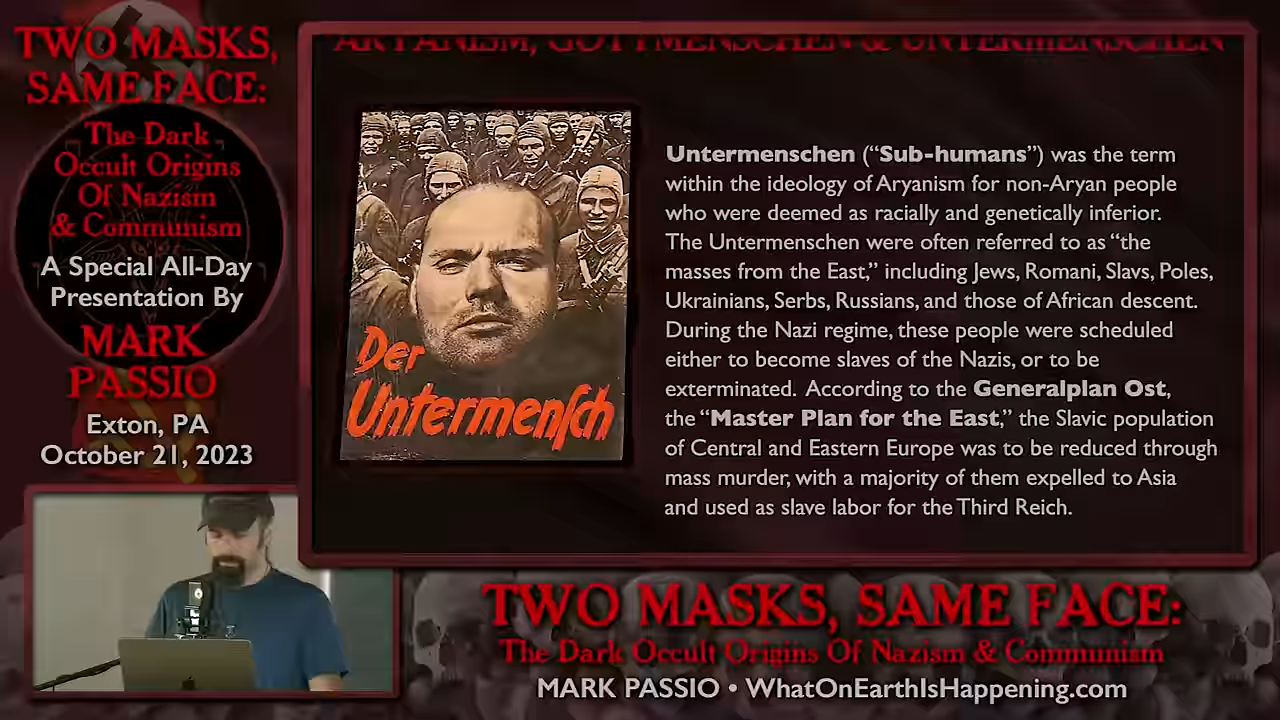 TWO MASKS,
SAME FACE:
The Dark
Occult Origins
Of Nazism
& Communism
A Special All-Day
Presentation By
MARK
PASSIO
Exton, PA
October 21, 2023
ARYANISM, GOTTMENSCHEN & UNTERMENSCHEN
Der
Untermensch
Untermenschen (“Sub-humans”) was the term
within the ideology of Aryanism for non-Aryan people
who were deemed as racially and genetically inferior.
The Untermenschen were often referred to as “the
masses from the East,” including Jews, Romani, Slavs, Poles,
Ukrainians, Serbs, Russians, and those of African descent.
During the Nazi regime, these people were scheduled
either to become slaves of the Nazis, or to be
exterminated. According to the Generalplan Ost,
the “Master Plan for the East,” the Slavic population
of Central and Eastern Europe was to be reduced through
mass murder, with a majority of them expelled to Asia
and used as slave labor for the Third Reich.
TWO MASKS, SAME FACE:
The Dark Occult Origins Of Nazism & Communism
MARK PASSIO • WhatOnEarthIsHappening.com